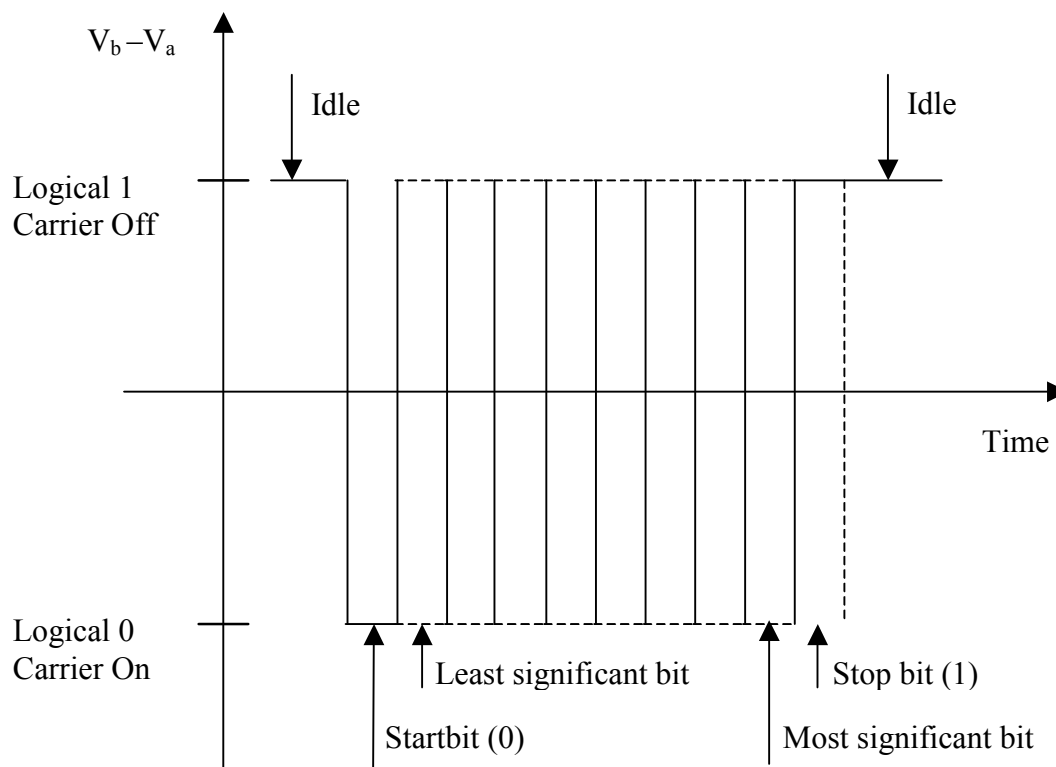 V_b –V_a
Idle
Idle
Logical 1
Carrier Off
Time
Logical 0
Carrier On
Least significant bit
Stop bit (1)
Startbit (0)
Most significant bit